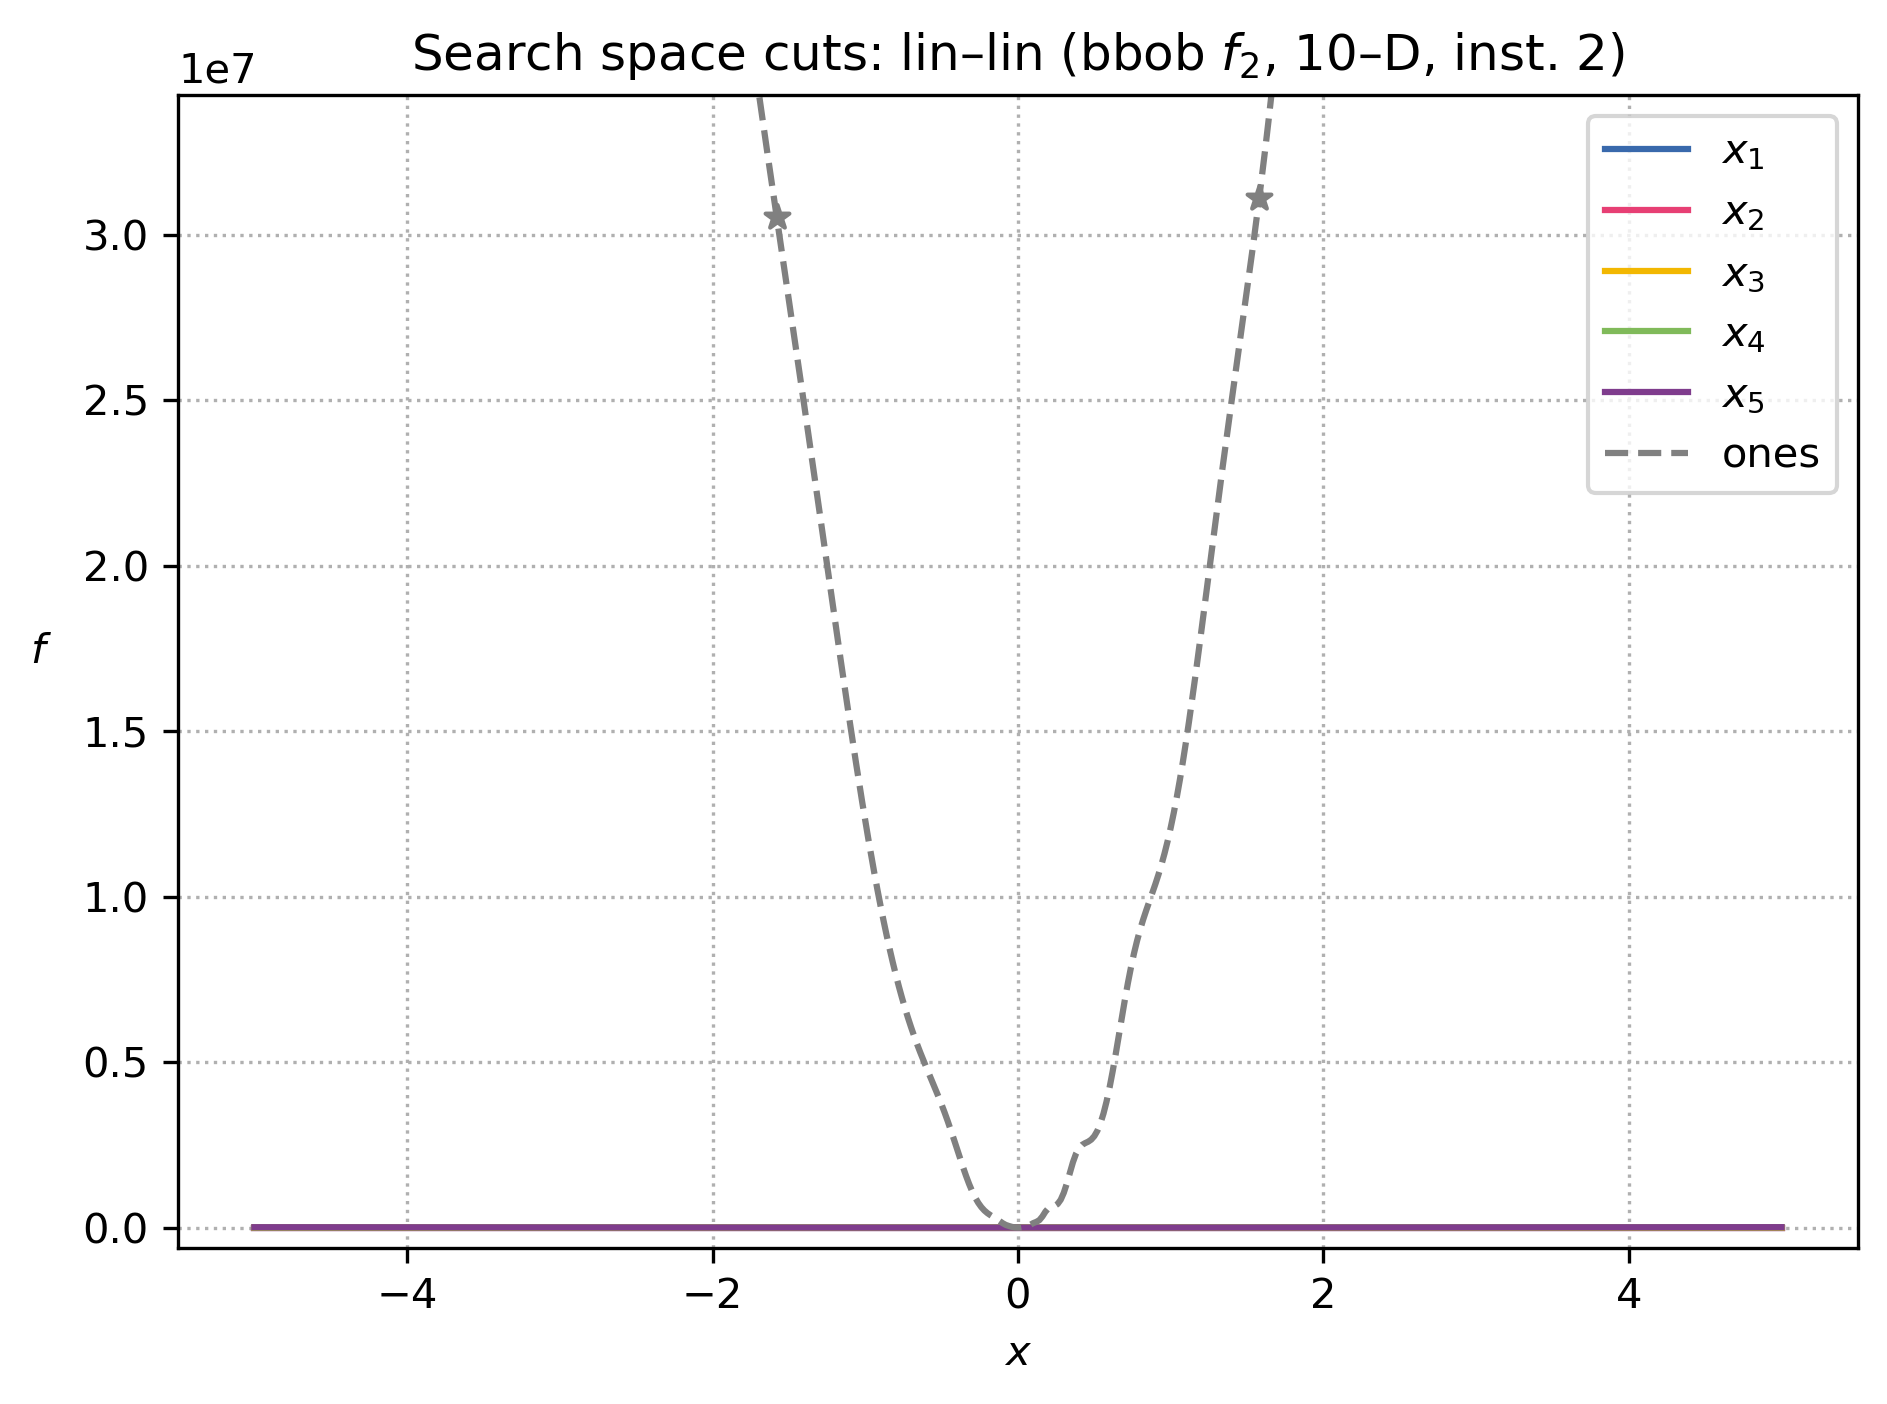 Search space cuts: lin–lin (bbob f₂, 10–D, inst. 2)
1e7
3.0
2.5
2.0
1.5
1.0
0.5
0.0
f
−4 −2 0 2 4
x
x₁
x₂
x₃
x₄
x₅
ones